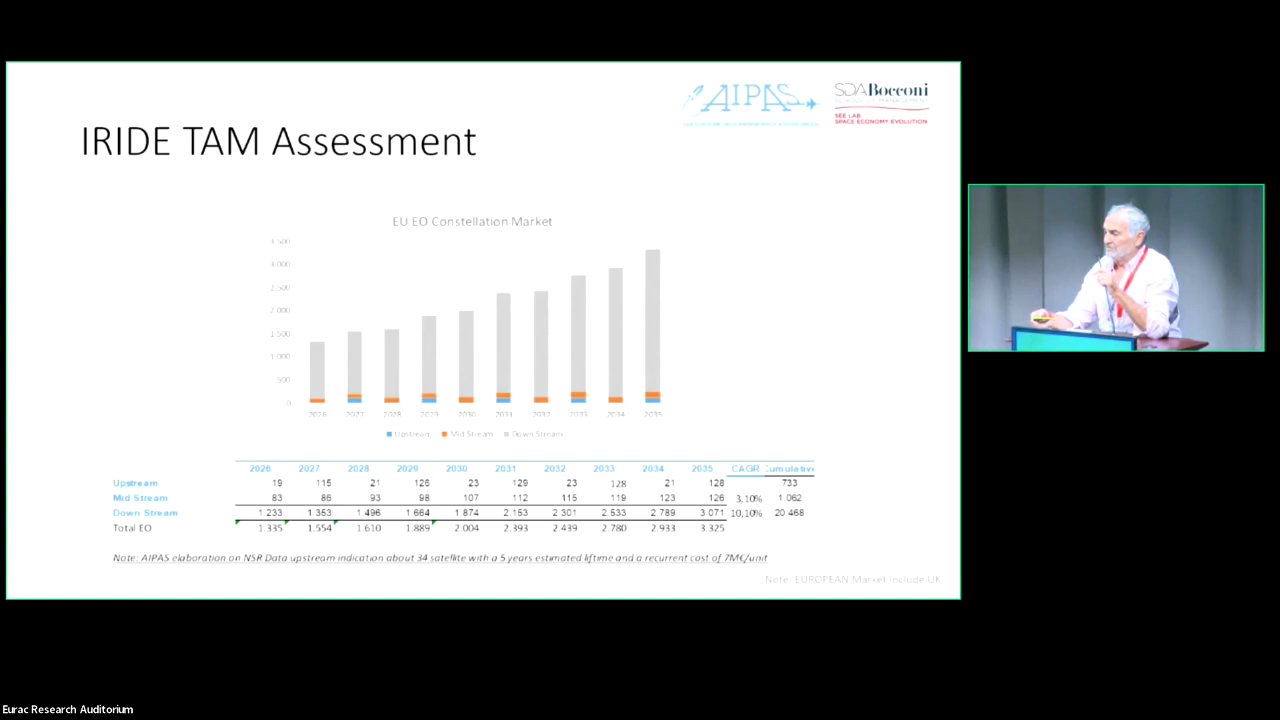 AIPAS
SDA Bocconi
SCHOOL OF MANAGEMENT
SEE LAB
SPACE ECONOMY EVOLUTION
IRIDE TAM Assessment
EU EO Constellation Market
3.500
3.000
2.500
2.000
1.500
1.000
500
0
2026 2027 2028 2029 2030 2031 2032 2033 2034 2035
Upstream Mid Stream Down Stream
2026 2027 2028 2029 2030 2031 2032 2033 2034 2035 CAGR Cumulative
Upstream 19 115 21 126 23 129 23 128 21 128 733
Mid Stream 83 86 93 98 107 112 115 119 123 126 3,10% 1.062
Down Stream 1.233 1.353 1.496 1.664 1.874 2.153 2.301 2.533 2.789 3.071 10,10% 20.468
Total EO 1.335 1.554 1.610 1.889 2.004 2.393 2.439 2.780 2.933 3.325
Note: AIPAS elaboration on NSR Data upstream indication about 34 satellite with a 5 years estimated liftime and a recurrent cost of 7M€/unit
Note: EUROPEAN Market Include UK
Eurac Research Auditorium